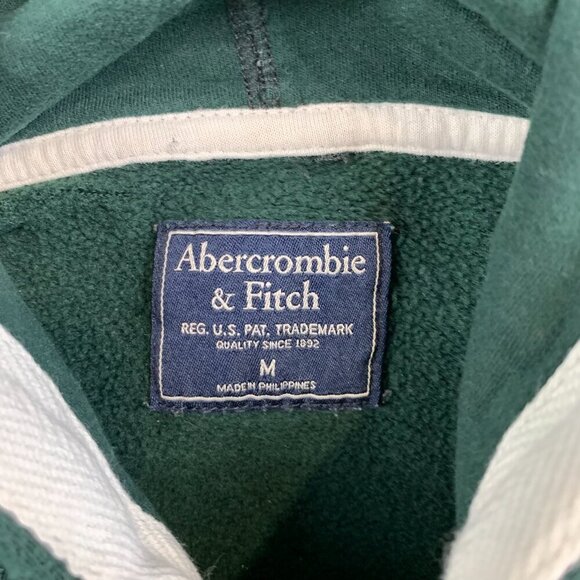 Abercrombie
& Fitch
REG. U.S. PAT. TRADEMARK
QUALITY SINCE 1892
M
MADE IN PHILIPPINES